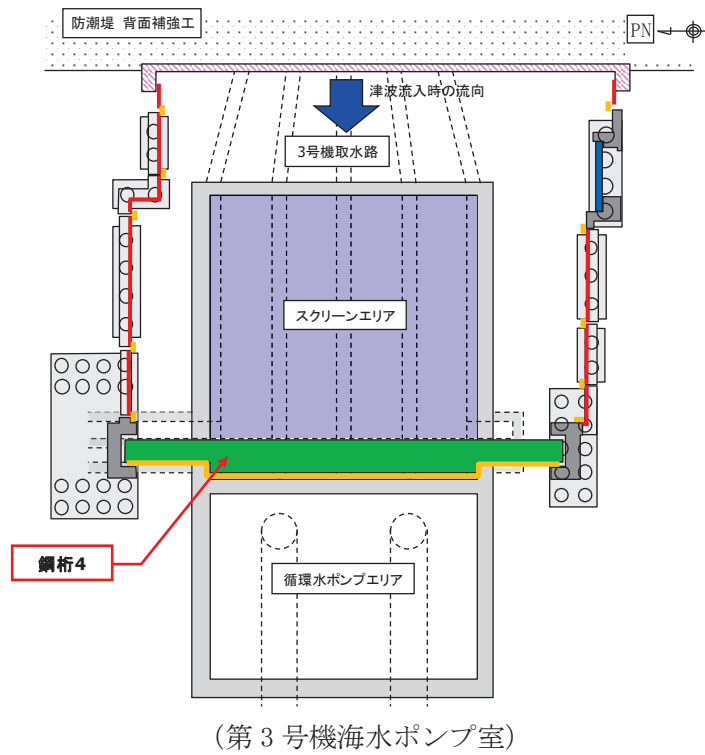 防潮堤 背面補強工
PN
津波流入時の流向
3号機取水路
スクリーンエリア
鋼桁4
循環水ポンプエリア
(第３号機海水ポンプ室)